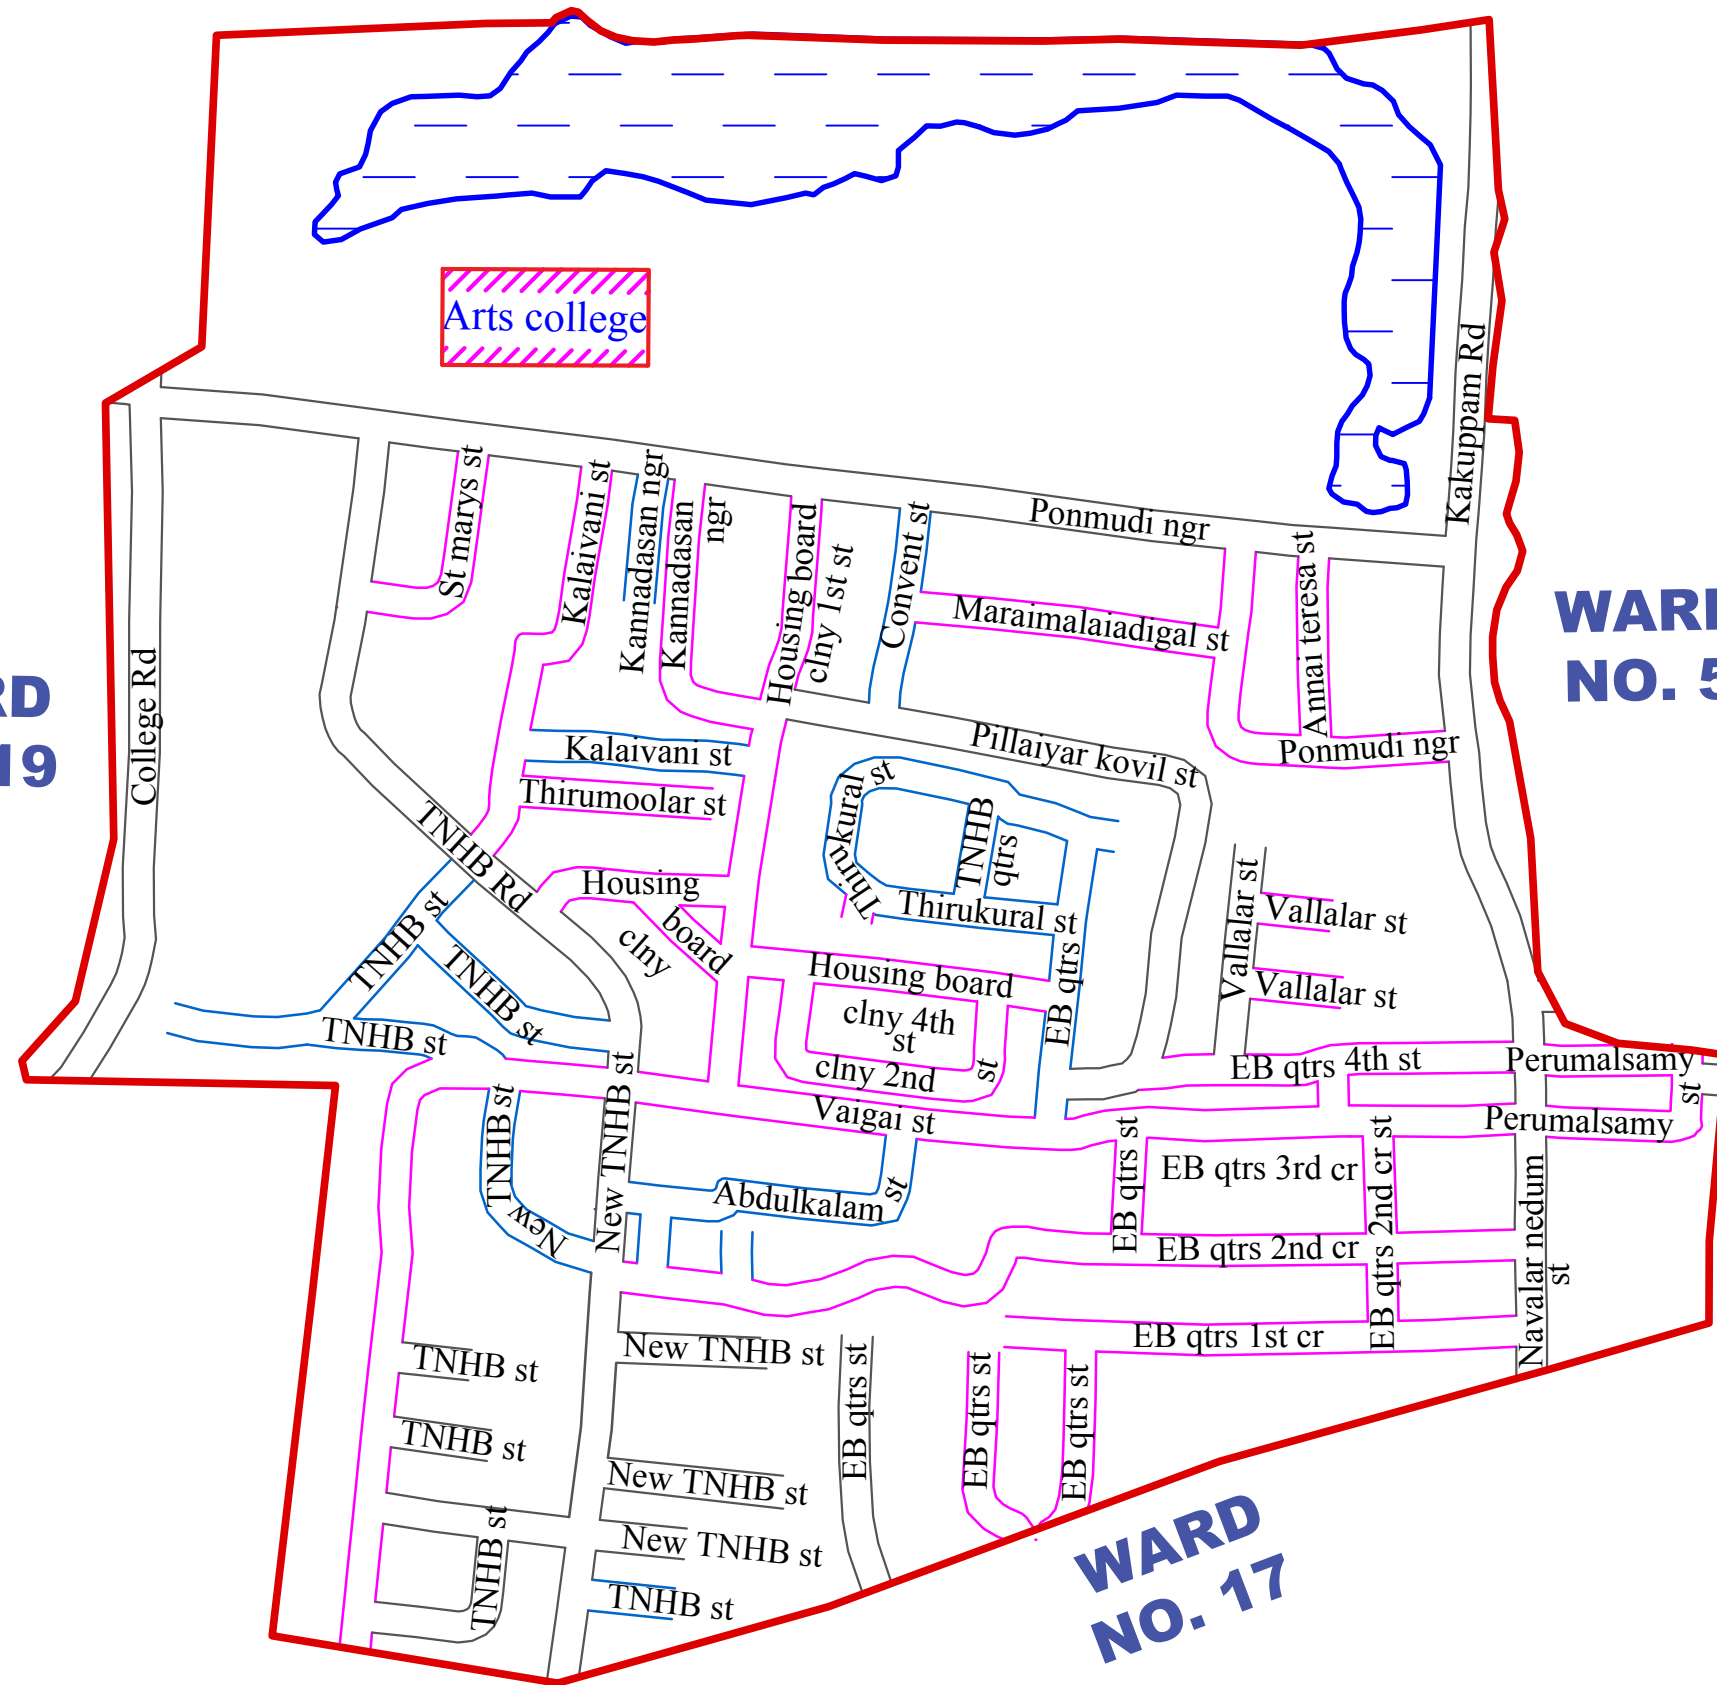 Arts college
Kakuppam Rd
St marys st
Kalaivani st
Kannadasan ngr
Kannadasan
ngr
Housing board
clny 1st st
Convent st
Ponmudi ngr
Annai teresa st
Maraimalaiadigal st
WARD
NO. 5
College Rd
19
Kalaivani st
Thirumoolar st
Pillaiyar kovil st
Ponmudi ngr
Thiru
kural
st
TNHB
qtrs
TNHB Rd
Housing
board
clny
Thirukural st
Vallalar st
Vallalar st
Vallalar st
TNHB st
TNHB st
TNHB st
Housing board
clny 4th
st
clny 2nd
st
EB qtrs
EB qtrs 4th st
Perumalsamy
st
Perumalsamy
Vaigai st
New TNHB st
TNHB st
New
Abdulkalam
st
EB qtrs st
EB qtrs 3rd cr
EB qtrs 2nd cr st
EB qtrs 2nd cr
Navalar nedum
st
EB qtrs 1st cr
TNHB st
New TNHB st
EB qtrs st
EB qtrs st
EB qtrs st
TNHB st
New TNHB st
New TNHB st
TNHB st
TNHB st
WARD
NO. 17